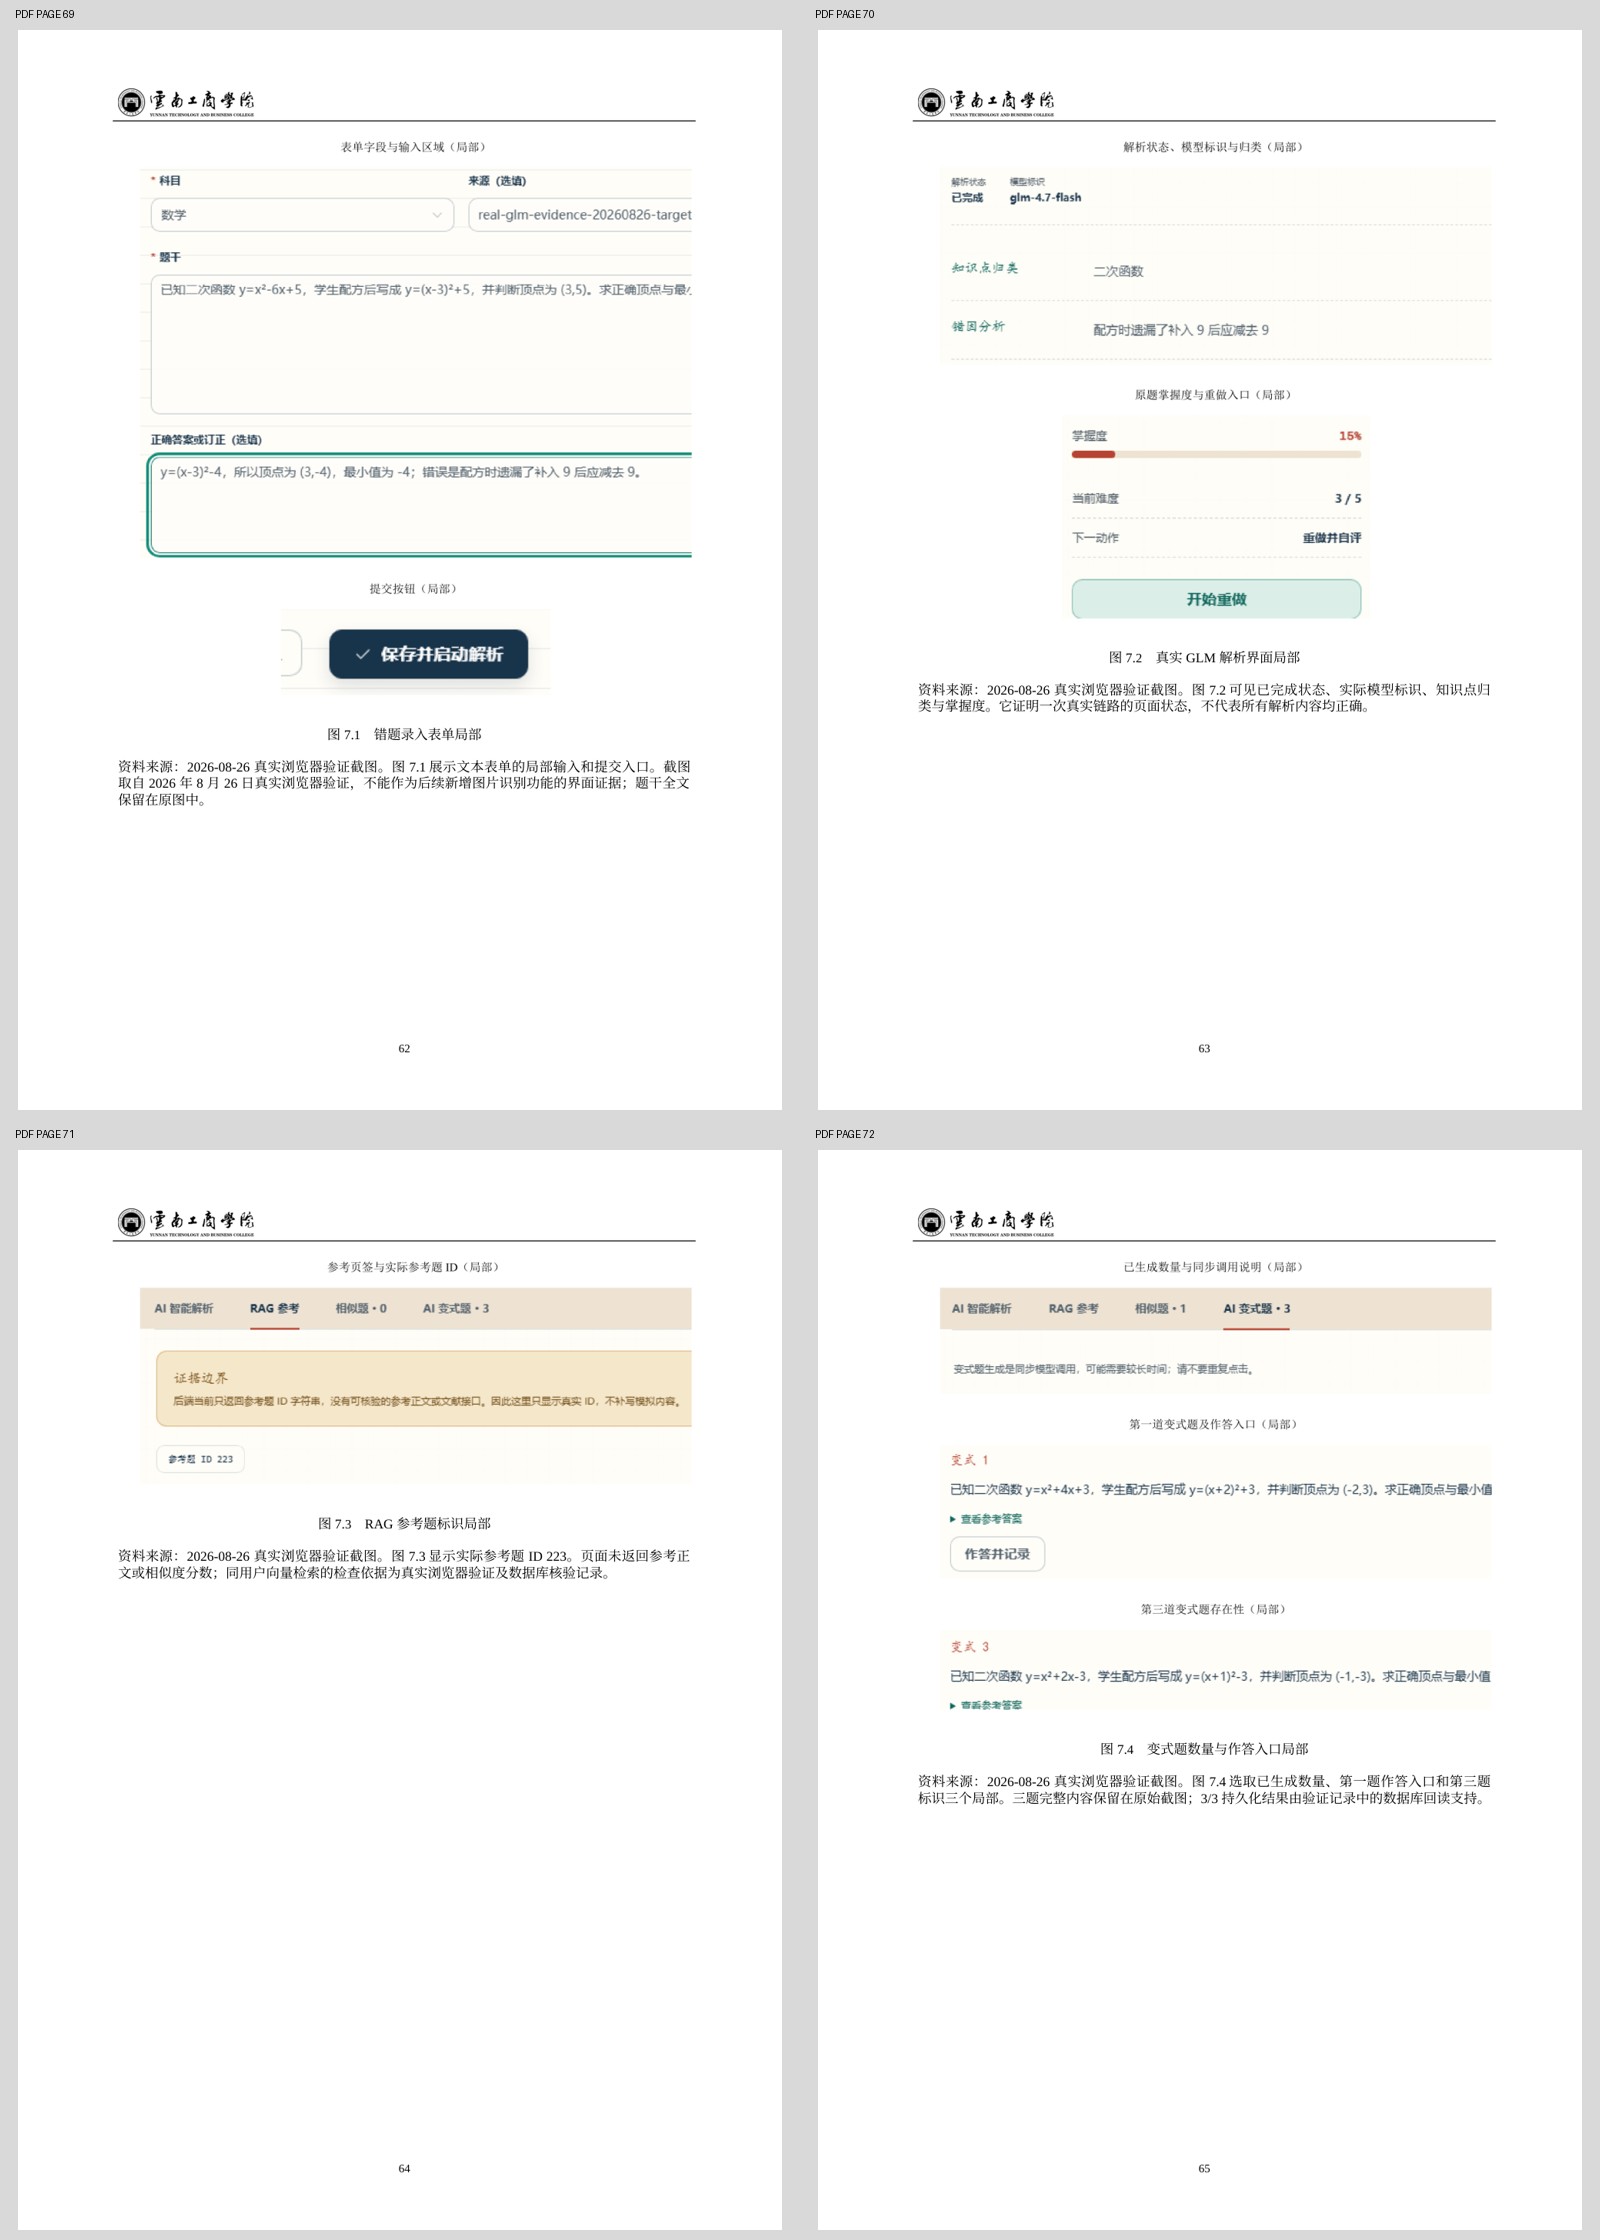 PDF PAGE 69
雲南工商學院
YUNNAN TECHNOLOGY AND BUSINESS COLLEGE
表单字段与输入区域（局部）
* 科目
来源（选填）
数学
real-glm-evidence-20260826-target
* 题干
已知二次函数 y=x²-6x+5，学生配方后写成 y=(x-3)²+5，并判断顶点为 (3,5)。求正确顶点与最
正确答案或订正（选填）
y=(x-3)²-4，所以顶点为 (3,-4)，最小值为 -4；错误是配方时遗漏了补入 9 后应减去 9。
提交按钮（局部）
保存并启动解析
图 7.1 错题录入表单局部
资料来源：2026-08-26 真实浏览器验证截图。图 7.1 展示文本表单的局部输入和提交入口。截图
取自 2026 年 8 月 26 日真实浏览器验证，不能作为后续新增图片识别功能的界面证据；题干全文
保留在原图中。
62
PDF PAGE 70
雲南工商學院
YUNNAN TECHNOLOGY AND BUSINESS COLLEGE
解析状态、模型标识与归类（局部）
解析状态
模型标识
已完成
glm-4.7-flash
知识点归类
二次函数
错因分析
配方时遗漏了补入 9 后应减去 9
原题掌握度与重做入口（局部）
掌握度
15%
当前难度
3 / 5
下一动作
重做并自评
开始重做
图 7.2 真实 GLM 解析界面局部
资料来源：2026-08-26 真实浏览器验证截图。图 7.2 可见已完成状态、实际模型标识、知识点归
类与掌握度。它证明一次真实链路的页面状态，不代表所有解析内容均正确。
63
PDF PAGE 71
雲南工商學院
YUNNAN TECHNOLOGY AND BUSINESS COLLEGE
参考页签与实际参考题 ID（局部）
AI 智能解析
RAG 参考
相似题・0
AI 变式题・3
证据边界
后端当前只返回参考题 ID 字符串，没有可核验的参考正文或文献接口。因此这里只显示真实 ID，不补写模拟内容。
参考题 ID 223
图 7.3 RAG 参考题标识局部
资料来源：2026-08-26 真实浏览器验证截图。图 7.3 显示实际参考题 ID 223。页面未返回参考正
文或相似度分数；同用户向量检索的检查依据为真实浏览器验证及数据库核验记录。
64
PDF PAGE 72
雲南工商學院
YUNNAN TECHNOLOGY AND BUSINESS COLLEGE
已生成数量与同步调用说明（局部）
AI 智能解析
RAG 参考
相似题・1
AI 变式题・3
变式题生成是同步模型调用，可能需要较长时间；请不要重复点击。
第一道变式题及作答入口（局部）
变式 1
已知二次函数 y=x²+4x+3，学生配方后写成 y=(x+2)²+3，并判断顶点为 (-2,3)。求正确顶点与最小值
▶ 查看参考答案
作答并记录
第三道变式题存在性（局部）
变式 3
已知二次函数 y=x²+2x-3，学生配方后写成 y=(x+1)²-3，并判断顶点为 (-1,-3)。求正确顶点与最小值
▶ 查看参考答案
图 7.4 变式题数量与作答入口局部
资料来源：2026-08-26 真实浏览器验证截图。图 7.4 选取已生成数量、第一题作答入口和第三题
标识三个局部。三题完整内容保留在原始截图；3/3 持久化结果由验证记录中的数据库回读支持。
65